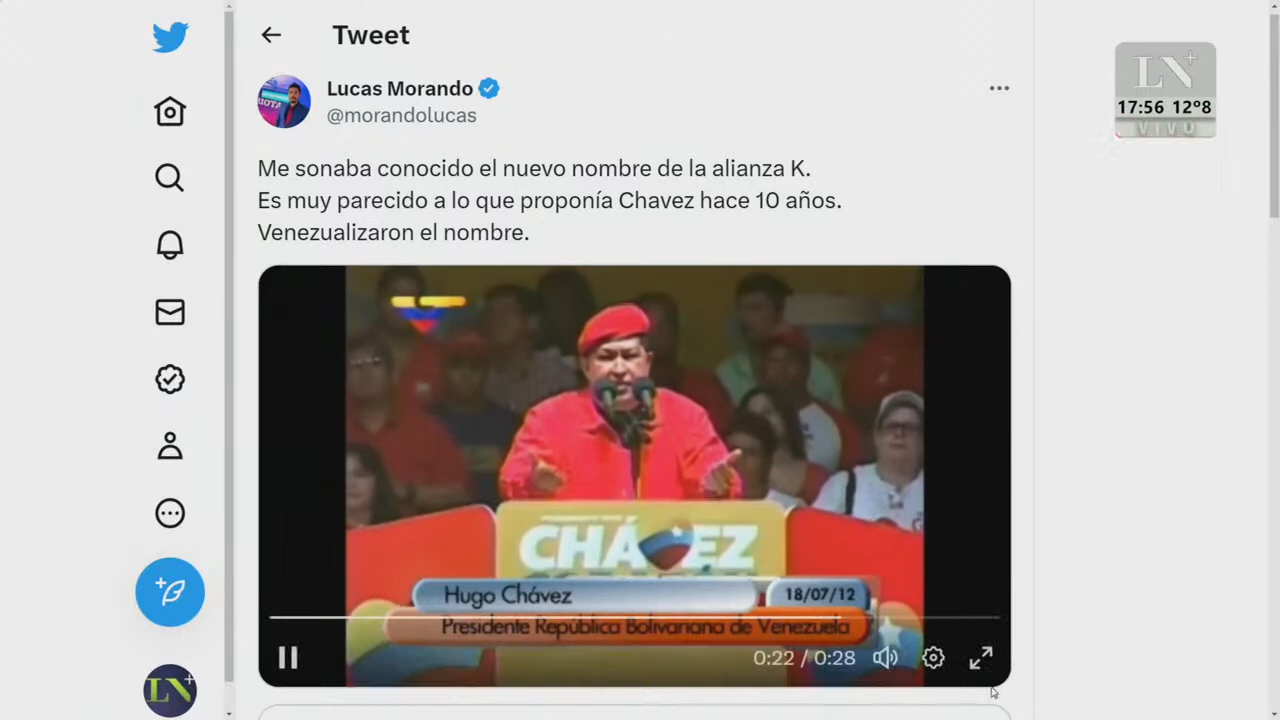 Tweet
Lucas Morando
@morandolucas
LN+
17:56 12º8
VIVO
Me sonaba conocido el nuevo nombre de la alianza K.
Es muy parecido a lo que proponía Chavez hace 10 años.
Venezualizaron el nombre.
CHÁVEZ
Hugo Chávez
18/07/12
Presidente República Bolivariana de Venezuela
0:22 / 0:28
LN+